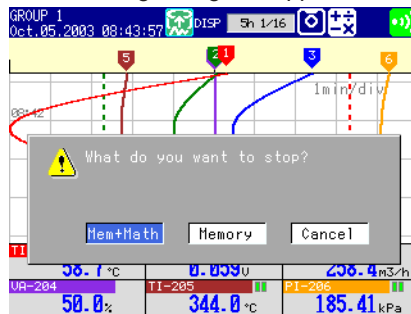 GROUP 1
Oct.05.2003 08:43:57 DISP 5h 1/16
5 2 1 3 6
1min/div
08:42
What do you want to stop?
Mem+Math Memory Cancel
TI
58.7 °C 0.059 U 258.4 m3/h
VA-204 TI-205 PI-206
50.0 % 344.0 °C 185.41 kPa